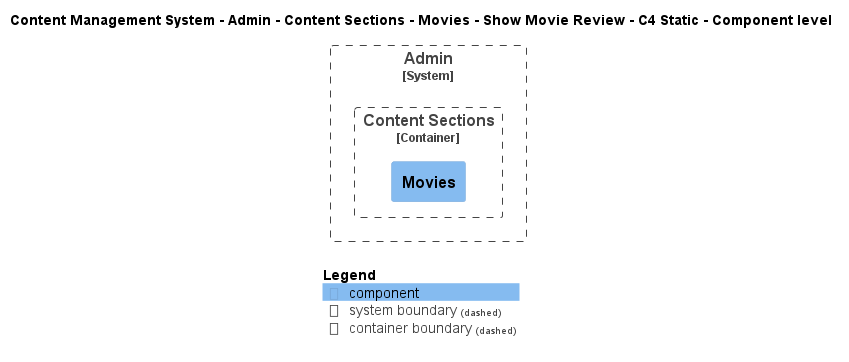 Content Management System - Admin - Content Sections - Movies - Show Movie Review - C4 Static - Component level
Admin
[System]
Content Sections
[Container]
Movies
Legend
component
system boundary (dashed)
container boundary (dashed)